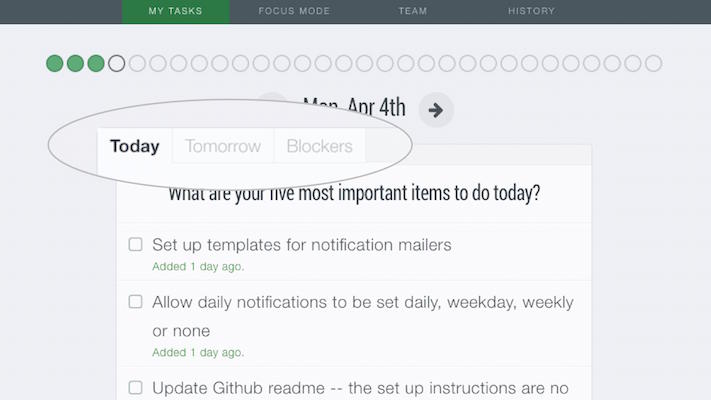 MY TASKS FOCUS MODE TEAM HISTORY
Mon, Apr 4th
Today Tomorrow Blockers
What are your five most important items to do today?
Set up templates for notification mailers
Added 1 day ago.
Allow daily notifications to be set daily, weekday, weekly
or none
Added 1 day ago.
Update Github readme -- the set up instructions are no